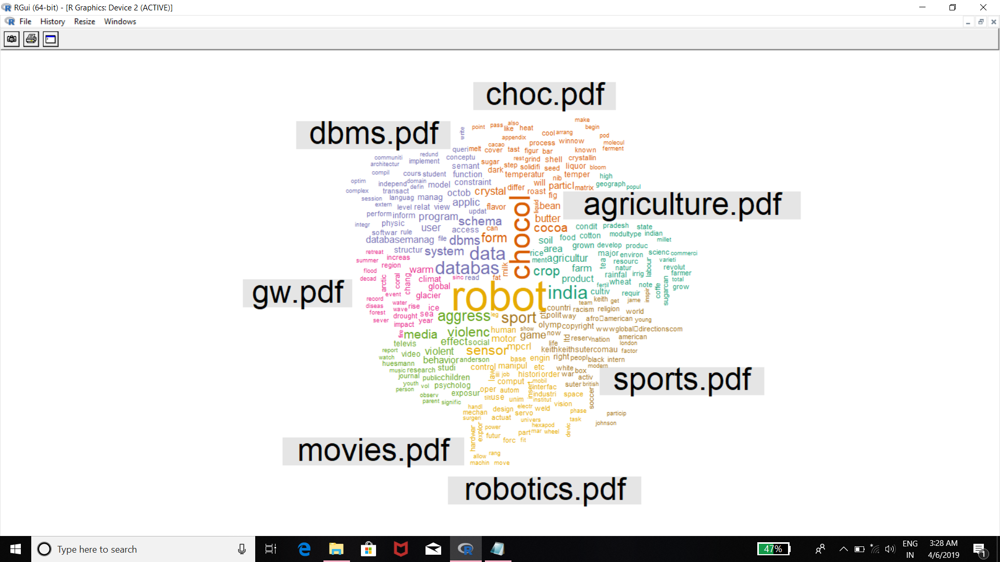 RGui (64-bit) - [R Graphics: Device 2 (ACTIVE)]
File History Resize Windows
choc.pdf
dbms.pdf
agriculture.pdf
gw.pdf
sports.pdf
movies.pdf
robotics.pdf
write point pass also like heat make begin
cool arrang pod
appendix process winnow molecul
cacao ferment
queri melt cover tast figur bar known
communiti redund conceptu rest grind shell crystallin
architectur implement sugar
semant step solidifi seed liquor bloom
compil cours student function dark temperatur temper high
optim independ domain defin model constraint nib will particl matrix geograph popul
complex transact octob crystal differ roast fig
session languag manag applic
extern level relat view updat flavor chocol liquid bean
perform inform program schema butter
integr physic user access can cocoa condit pradesh state
softwar rule file dbms form soil food cotton modultype indian
databasemanag millet
retreat structur system data rice area grown develop produc
summer increas ment agricultur major environ scienc commerci
region warm databas milk crop farm tea resourc labour varieti
flood natur revolut
decad arctic coral chang climat sinc read fat product rainfal irrig farmer
global fertil wheat note total
event glacier robot india cultiv requir inspir coffe sugarcan grow
record water team keith get jame
diseas wave rise ice countri racism religion world
forest drought sea aggress leg sport pti polit way afro american young
sever impact year olymp copyright wwwglobal directionscom
fire media violenc human show game now ltd reserv nation american
televis effect social motor life london
report video violent sensor mpcrl keithkeithsutercomau factor
watch behavior anderson base engin right peopl black intern
huesmann studi control manipul etc white box modern
music research law iii job histori order war activ
journal public children comput mobil suter british
youth vol psycholog oper autom insert interfac soccer
person exposur industri space
observ tilt use unim institut
parent signific vision
handl design electr weld
mechan servo phase particip
surgeri actuat univers task
hardwar explor power hexapod devic johnson
futur part mar wheel
forc fit
allow rang
machin move
Type here to search
47%
ENG
IN
3:28 AM
4/6/2019
1